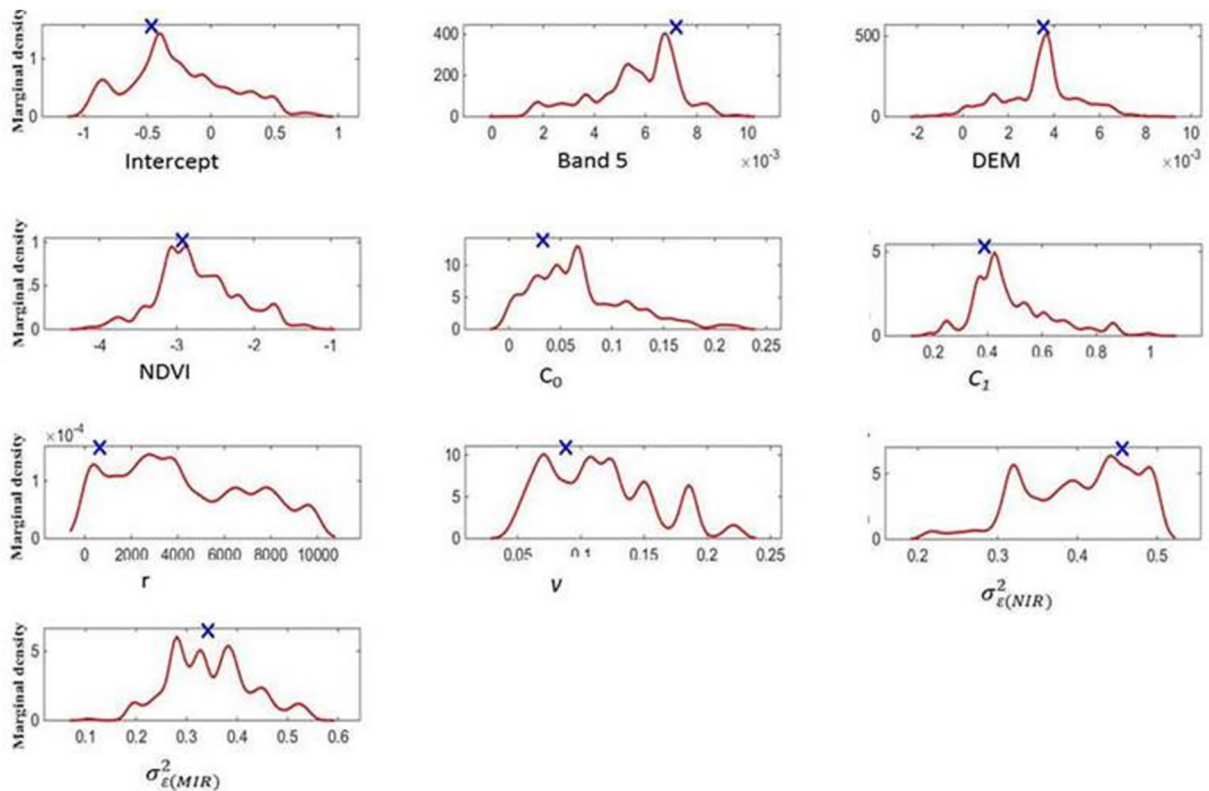 Marginal density
1
0
-1 -0.5 0 0.5 1
Intercept
400
200
0
0 2 4 6 8 10
×10⁻³
Band 5
500
0
-2 0 2 4 6 8 10
×10⁻³
DEM
Marginal density
1
.5
0
-4 -3 -2 -1
NDVI
10
5
0
0 0.05 0.1 0.15 0.2 0.25
C₀
5
0
0.2 0.4 0.6 0.8 1
C₁
Marginal density
×10⁻⁴
1
0
0 2000 4000 6000 8000 10000
r
10
5
0
0.05 0.1 0.15 0.2 0.25
ν
5
0
0.2 0.3 0.4 0.5
σ²ε(NIR)
Marginal density
5
0
0.1 0.2 0.3 0.4 0.5 0.6
σ²ε(MIR)